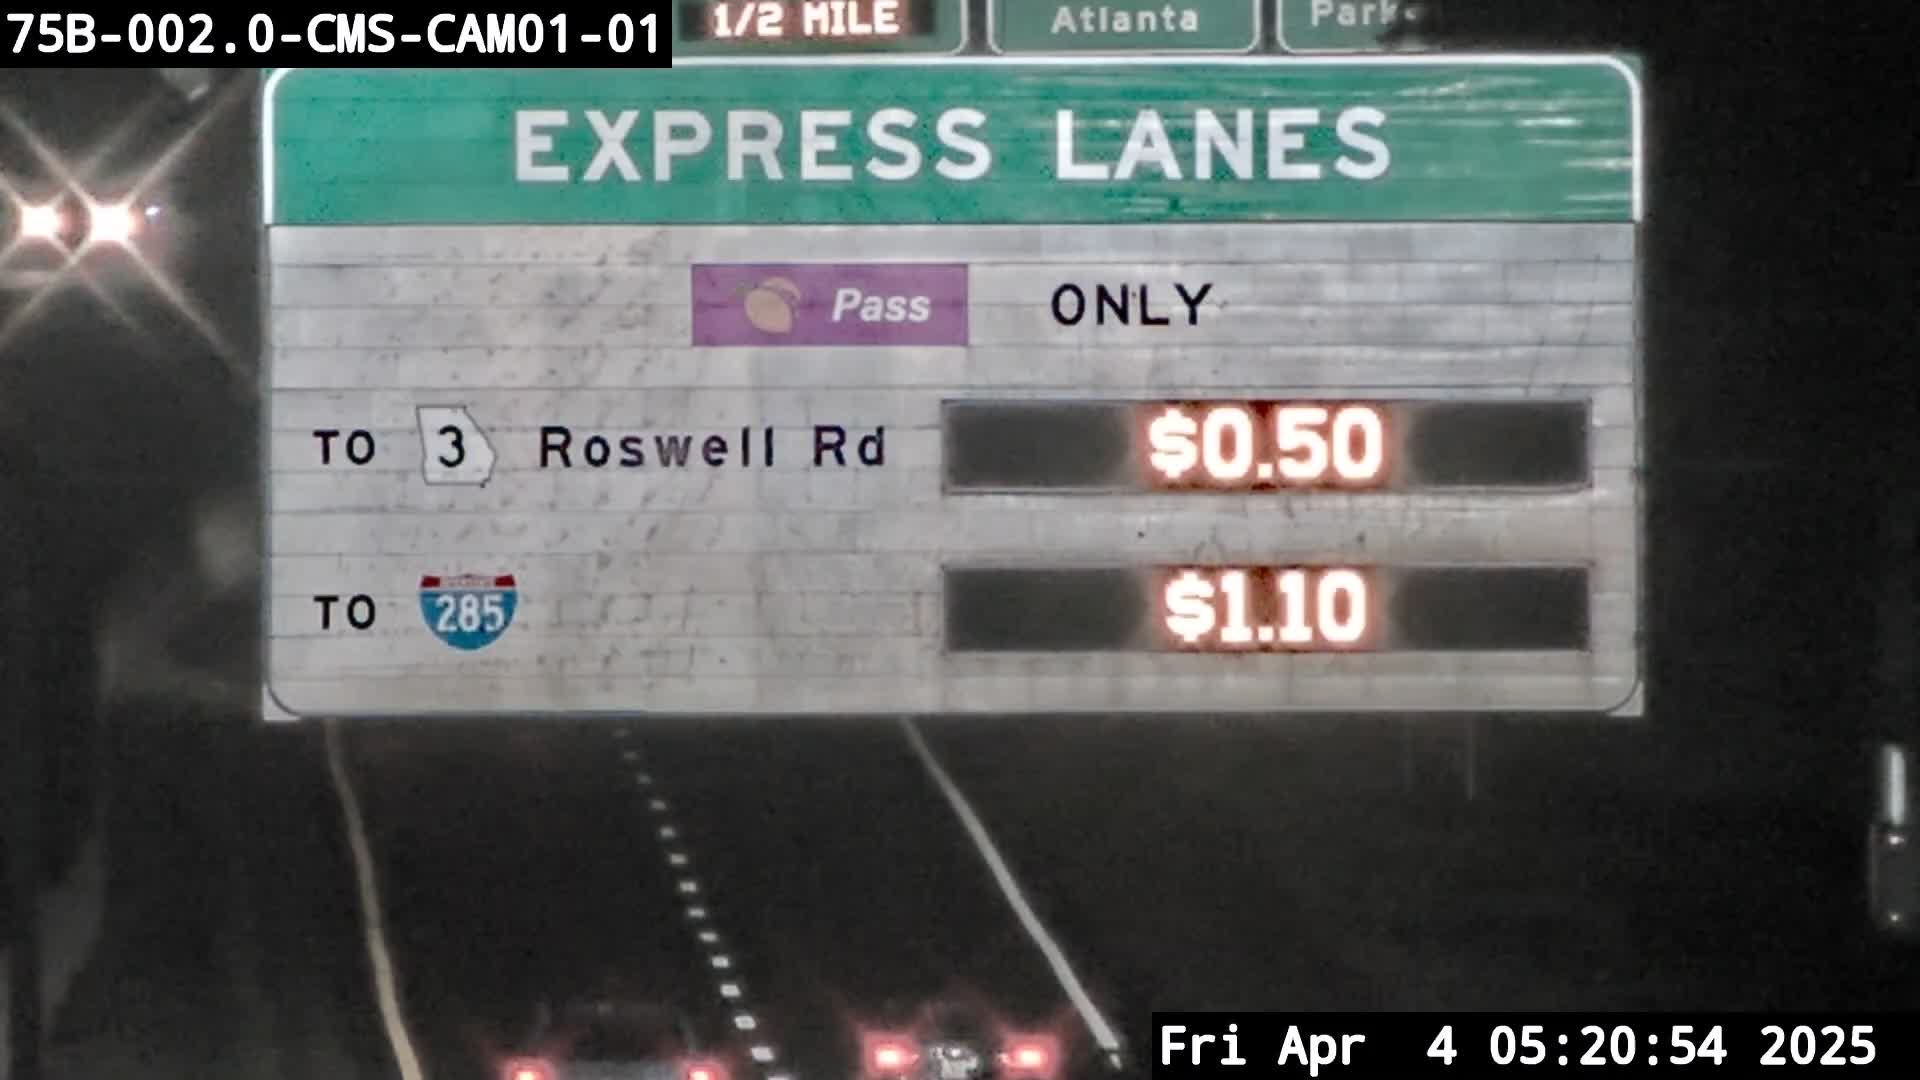 75B-002.0-CMS-CAM01-01
1/2 MILE
Atlanta
EXPRESS LANES
Pass ONLY
TO 3 Roswell Rd $0.50
TO 285 $1.10
Fri Apr 4 05:20:54 2025